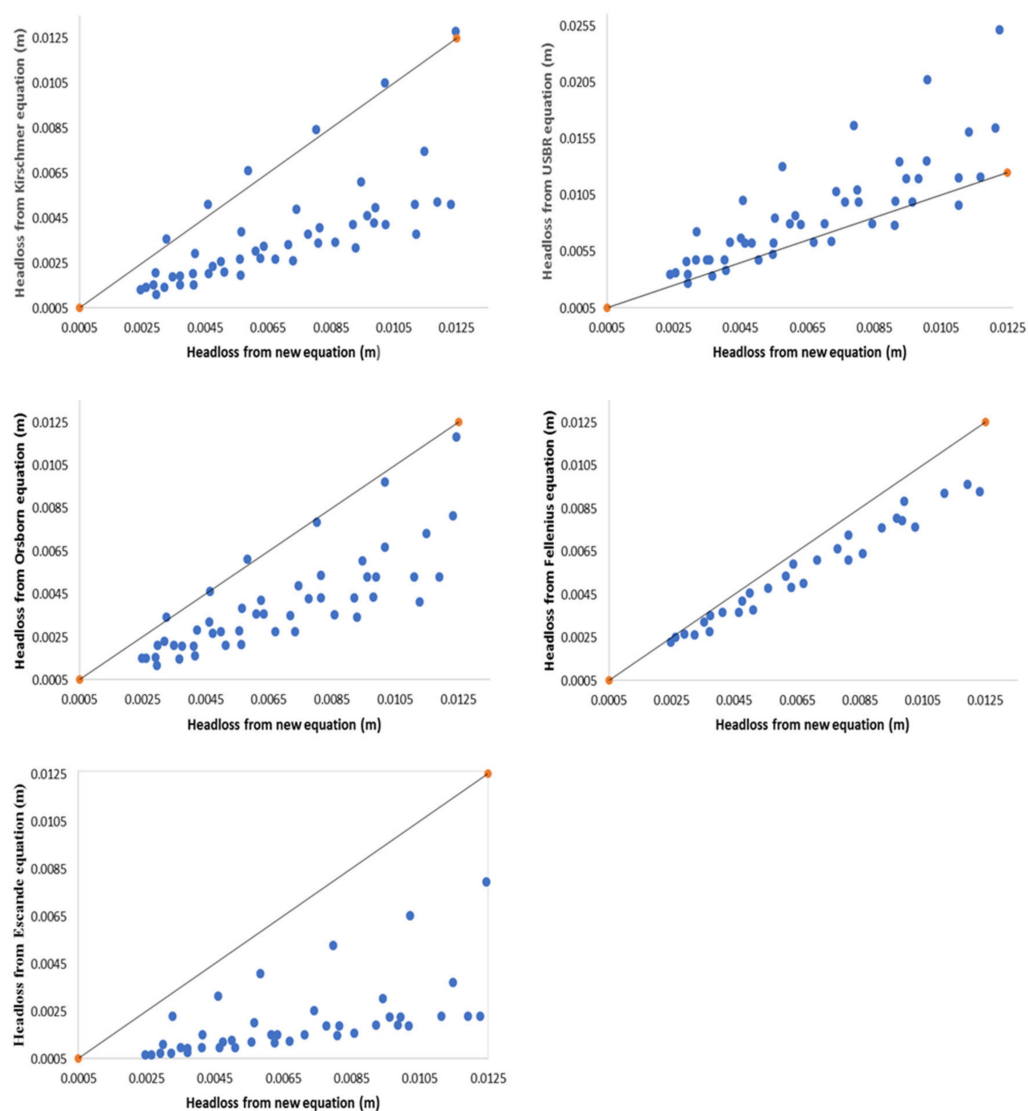 Headloss from Kirschmer equation (m)
0.0125
0.0105
0.0085
0.0065
0.0045
0.0025
0.0005
0.0005 0.0025 0.0045 0.0065 0.0085 0.0105 0.0125
Headloss from new equation (m)
Headloss from USBR equation (m)
0.0255
0.0205
0.0155
0.0105
0.0055
0.0005
0.0005 0.0025 0.0045 0.0065 0.0085 0.0105 0.0125
Headloss from new equation (m)
Headloss from Orsborn equation (m)
0.0125
0.0105
0.0085
0.0065
0.0045
0.0025
0.0005
0.0005 0.0025 0.0045 0.0065 0.0085 0.0105 0.0125
Headloss from new equation (m)
Headloss from Fellenius equation (m)
0.0125
0.0105
0.0085
0.0065
0.0045
0.0025
0.0005
0.0005 0.0025 0.0045 0.0065 0.0085 0.0105 0.0125
Headloss from new equation (m)
Headloss from Escande equation (m)
0.0125
0.0105
0.0085
0.0065
0.0045
0.0025
0.0005
0.0005 0.0025 0.0045 0.0065 0.0085 0.0105 0.0125
Headloss from new equation (m)